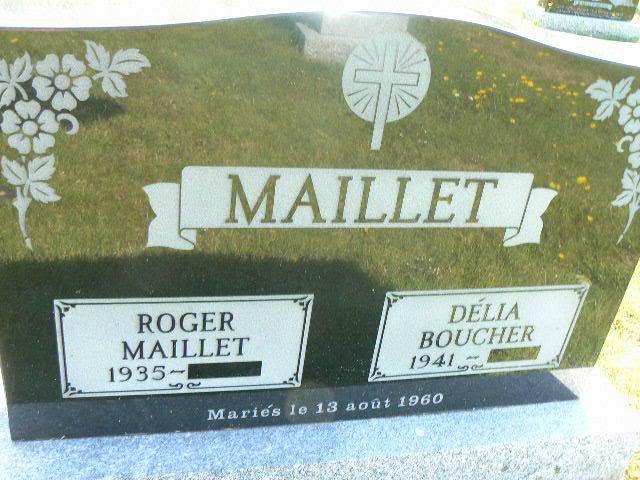 MAILLET
ROGER
MAILLET
1935~
DÉLIA
BOUCHER
1941~
Mariés le 13 août 1960